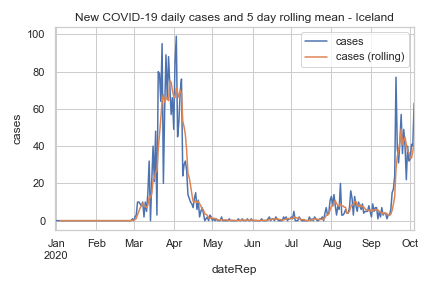 New COVID-19 daily cases and 5 day rolling mean - Iceland
cases
cases (rolling)
cases
100
80
60
40
20
0
Jan Feb Mar Apr May Jun Jul Aug Sep Oct
2020
dateRep